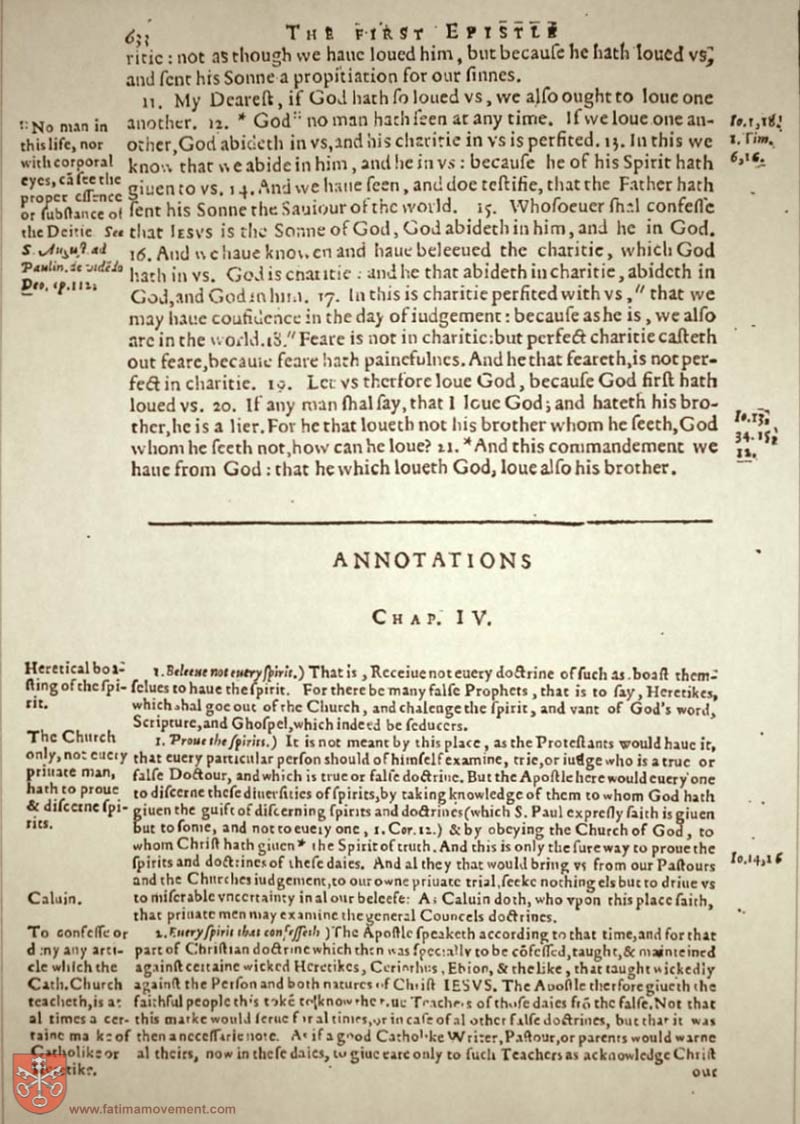 633
THE FIRST EPISTLE
ritie: not as though we haue loued him, but becauſe he hath loued vs,
and ſent his Sonne a propitiation for our ſinnes.
11. My Deareſt, if God hath ſo loued vs, we alſo ought to loue one
another. 12. * God" no man hath ſeen at any time. If we loue one an-
other, God abideth in vs, and his charitie in vs is perfited. 13. In this we
know that we abide in him, and he in vs: becauſe he of his Spirit hath
giuen to vs. 14. And we haue ſeen, and doe teſtifie, that the Father hath
ſent his Sonne the Sauiour of the world. 15. Whoſoeuer ſhal confeſſe
that IESVS is the Sonne of God, God abideth in him, and he in God.
16. And we haue knowen and haue beleeued the charitie, which God
hath in vs. God is charitie: and he that abideth in charitie, abideth in
God, and God in him. 17. In this is charitie perfited with vs, " that we
may haue confidence in the day of iudgement: becauſe as he is, we alſo
are in the world. 18. " Feare is not in charitie: but perfect charitie caſteth
out feare, becauſe feare hath painefulnes. And he that feareth, is not per-
fect in charitie. 19. Let vs therfore loue God, becauſe God firſt hath
loued vs. 20. If any man ſhal ſay, that I loue God; and hateth his bro-
ther, he is a lier. For he that loueth not his brother whom he ſeeth, God
whom he ſeeth not, how can he loue? 21. * And this commandement we
haue from God: that he which loueth God, loue alſo his brother.
":No man in
this life, nor
with corporal
eyes, cā ſee the
proper eſſence
or ſubſtance of
the Deitie See
S. Auguſt. ad
Paulin. de vidēdo
Deo, ep. 112.
Io. 1, 18.
1. Tim.
6, 16.
Io. 13,
34. 15,
12.
ANNOTATIONS
CHAP. IV.
Heretical boa-
ſting of the ſpi-
rit.
1. Beleeue not euery ſpirit.) That is, Receiue not euery doctrine of ſuch as boaſt them-
ſelues to haue the ſpirit. For there be many falſe Prophets, that is to ſay, Heretikes,
which ſhal goe out of the Church, and chalenge the ſpirit, and vant of God's word,
Scripture, and Ghoſpel, which indeed be ſeducers.
The Church
only, not euery
priuate man,
hath to proue
& diſcerne ſpi-
rits.
1. Proue the ſpirits.) It is not meant by this place, as the Proteſtants would haue it,
that euery particular perſon ſhould of himſelf examine, trie, or iudge who is a true or
falſe Doctour, and which is true or falſe doctrine. But the Apoſtle here would euery one
to diſcerne theſe diuerſities of ſpirits, by taking knowledge of them to whom God hath
giuen the guift of diſcerning ſpirits and doctrines (which S. Paul expreſly ſaith is giuen
but to ſome, and not to euery one, 1. Cor. 12.) & by obeying the Church of God, to
whom Chriſt hath giuen * the Spirit of truth. And this is only the ſure way to proue the
ſpirits and doctrines of theſe daies. And al they that would bring vs from our Paſtours
and the Churches iudgement, to our owne priuate trial, ſeeke nothing els but to driue vs
to miſerable vncertainty in al our beleefe: As Caluin doth, who vpon this place ſaith,
that priuate men may examine the general Councels doctrines.
Io. 14, 16
Caluin.
To confeſſe or
deny any arti-
cle which the
Cath. Church
teacheth, is at
al times a cer-
taine marke of
Catholike or
Heretike.
2. Euery ſpirit that confeſſeth) The Apoſtle ſpeaketh according to that time, and for that
part of Chriſtian doctrine which then was ſpecially to be cōfeſſed, taught, & mainteined
againſt certaine wicked Heretikes, Cerinthus, Ebion, & the like, that taught wickedly
againſt the Perſon and both natures of Chriſt IESVS. The Apoſtle therfore giueth the
faithful people this tokē to know the true Teachers of thoſe daies frō the falſe. Not that
this marke would ſerue for al times, or in caſe of al other falſe doctrines, but that it was
then a neceſſarie note. As if a good Catholike Writer, Paſtour, or parents would warne
al theirs, now in theſe daies, to giue eare only to ſuch Teachers as acknowledge Chriſt
our
www.fatimamovement.com